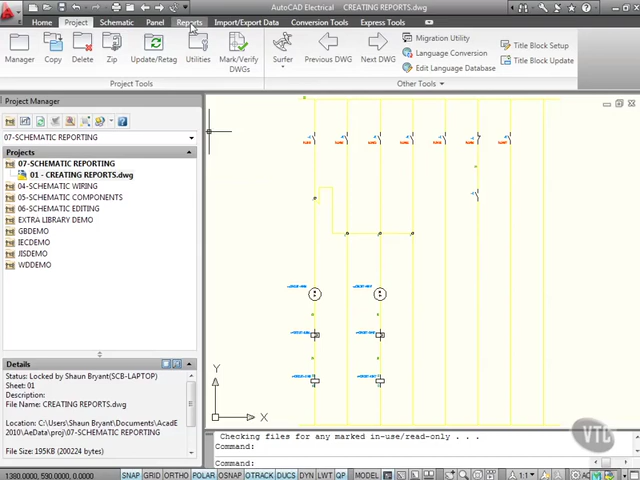 AutoCAD Electrical CREATING REPORTS.dwg
Home Project Schematic Panel Reports Import/Export Data Conversion Tools Express Tools
Manager Copy Delete Zip Update/Retag Utilities Mark/Verify DWGs Surfer Previous DWG Next DWG
Migration Utility
Language Conversion
Edit Language Database
Title Block Setup
Title Block Update
Project Tools Other Tools
Project Manager
07-SCHEMATIC REPORTING
Projects
07-SCHEMATIC REPORTING
01 - CREATING REPORTS.dwg
04-SCHEMATIC WIRING
05-SCHEMATIC COMPONENTS
06-SCHEMATIC EDITING
EXTRA LIBRARY DEMO
GBDEMO
IECDEMO
JISDEMO
WDDEMO
Details
Status: Locked by Shaun Bryant(SCB-LAPTOP)
Sheet: 01
Description:
File Name: CREATING REPORTS.dwg
File Location: C:\Users\Shaun Bryant\Documents\AcadE
2010\AeData\proj\07-SCHEMATIC REPORTING
File Size: 195KB (200224 bytes)
Y
X
Checking files for any marked in-use/read-only . . .
Command:
Command:
VTC
1380.0000, 590.0000, 0.0000 SNAP GRID ORTHO POLAR OSNAP OTRACK DUCS DYN LWT QP MODEL 1:1